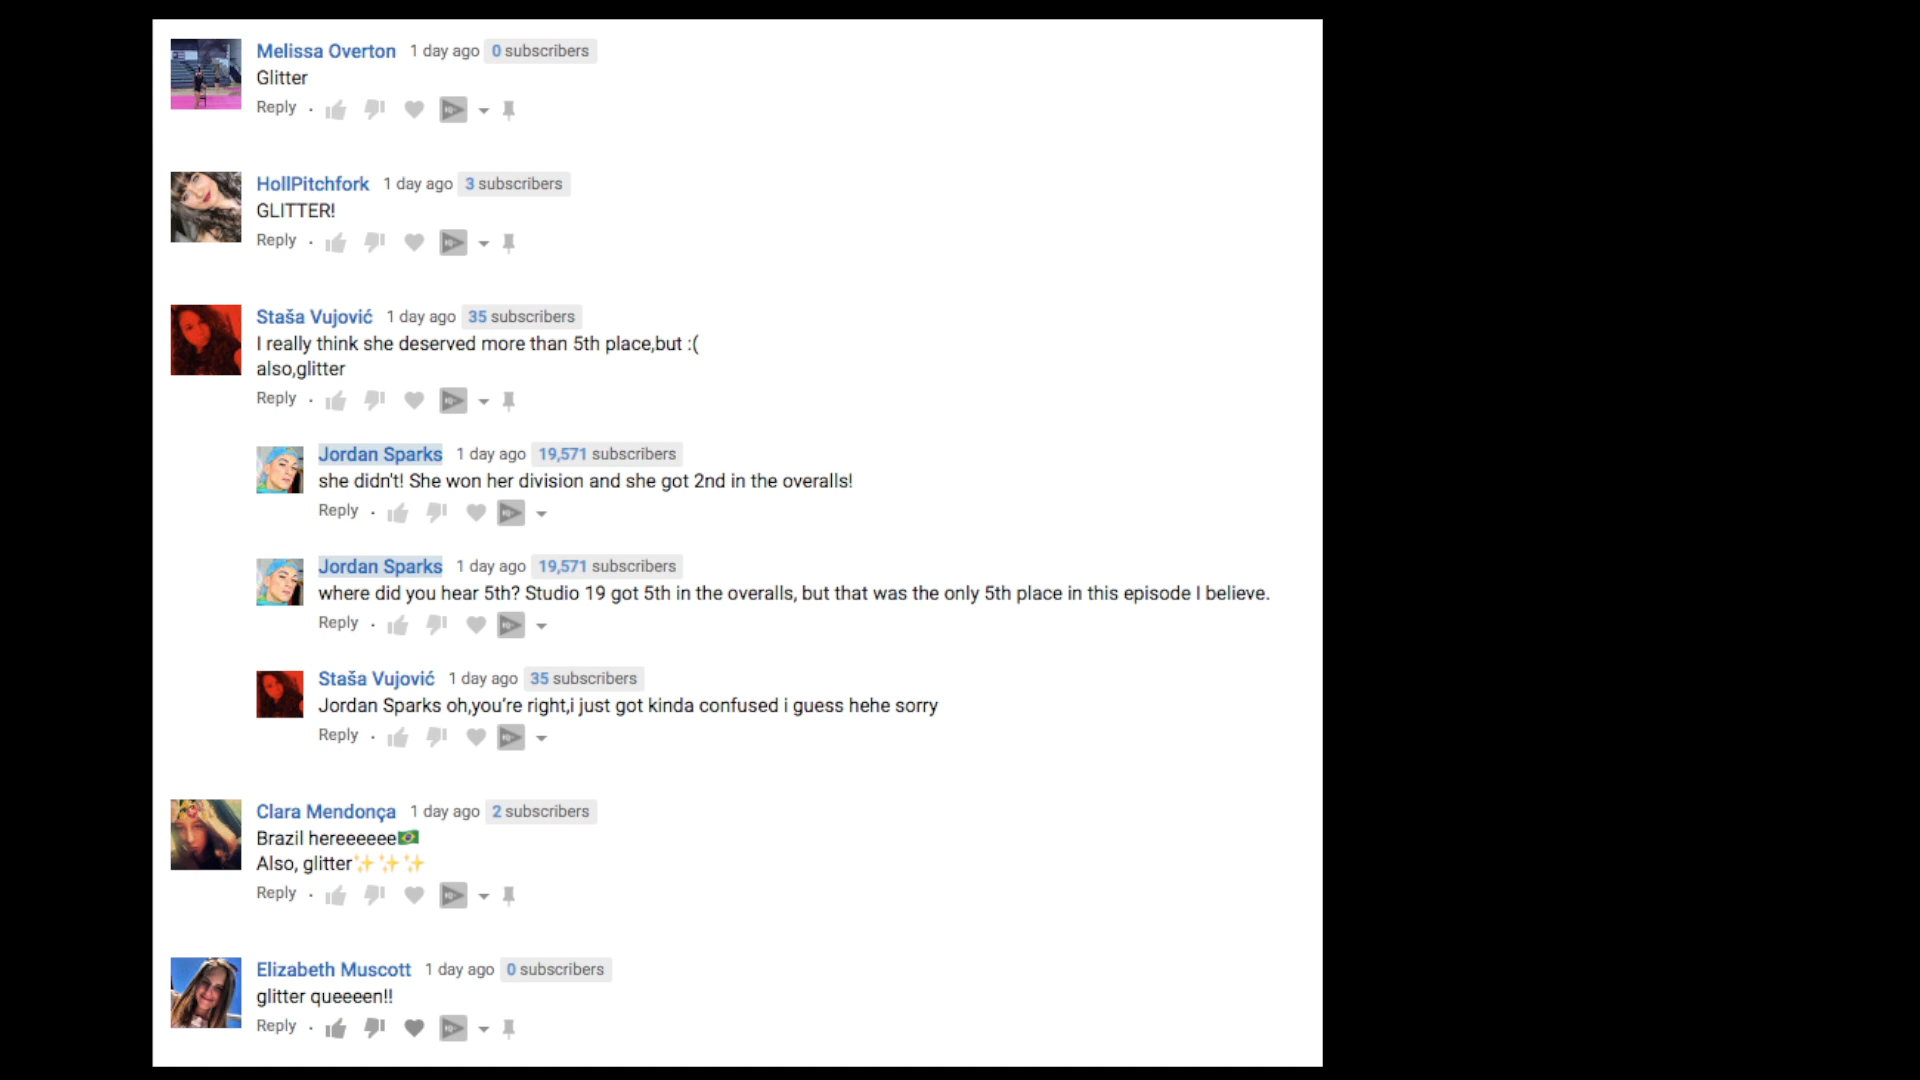 Melissa Overton 1 day ago 0 subscribers
Glitter
Reply ·
HollPitchfork 1 day ago 3 subscribers
GLITTER!
Reply ·
Staša Vujović 1 day ago 35 subscribers
I really think she deserved more than 5th place,but :(
also,glitter
Reply ·
Jordan Sparks 1 day ago 19,571 subscribers
she didn't! She won her division and she got 2nd in the overalls!
Reply ·
Jordan Sparks 1 day ago 19,571 subscribers
where did you hear 5th? Studio 19 got 5th in the overalls, but that was the only 5th place in this episode I believe.
Reply ·
Staša Vujović 1 day ago 35 subscribers
Jordan Sparks oh,you're right,i just got kinda confused i guess hehe sorry
Reply ·
Clara Mendonça 1 day ago 2 subscribers
Brazil hereeeeee🇧🇷
Also, glitter✨✨✨
Reply ·
Elizabeth Muscott 1 day ago 0 subscribers
glitter queeeen!!
Reply ·